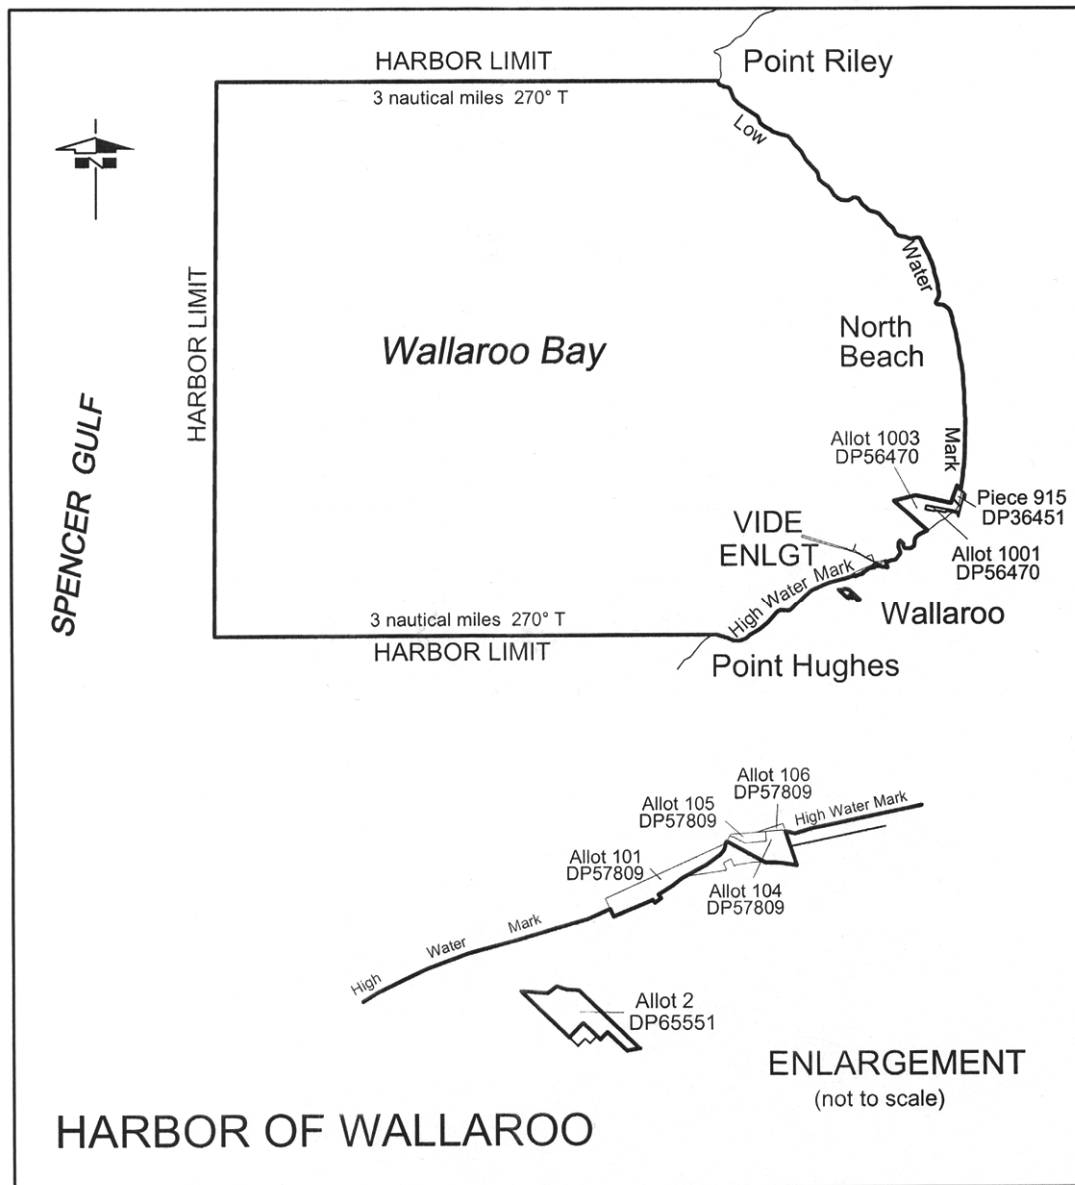 HARBOR LIMIT
Point Riley
3 nautical miles 270° T
Low
N
Water
HARBOR LIMIT
North
Beach
Wallaroo Bay
SPENCER GULF
Mark
Allot 1003
DP56470
Piece 915
DP36451
VIDE
ENLGT
Allot 1001
DP56470
High Water Mark
Wallaroo
3 nautical miles 270° T
HARBOR LIMIT
Point Hughes
Allot 106
DP57809
Allot 105
DP57809
High Water Mark
Allot 101
DP57809
Allot 104
DP57809
High Water Mark
Allot 2
DP65551
ENLARGEMENT
(not to scale)
HARBOR OF WALLAROO